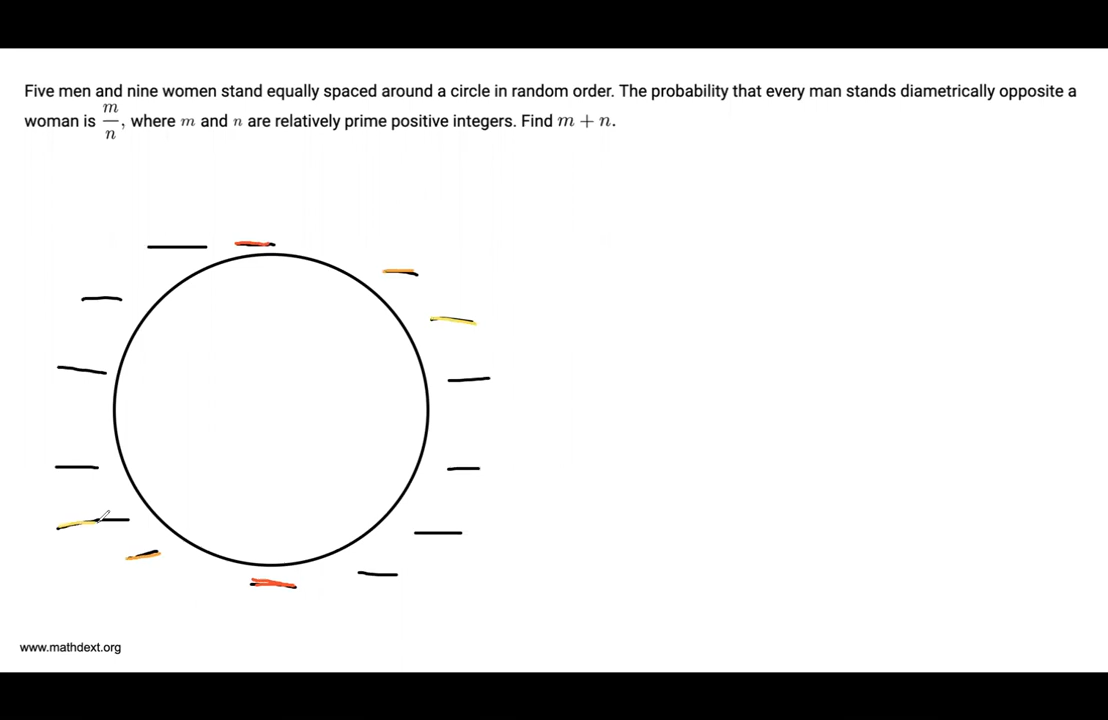 Five men and nine women stand equally spaced around a circle in random order. The probability that every man stands diametrically opposite a
woman is m/n, where m and n are relatively prime positive integers. Find m + n.
www.mathdext.org